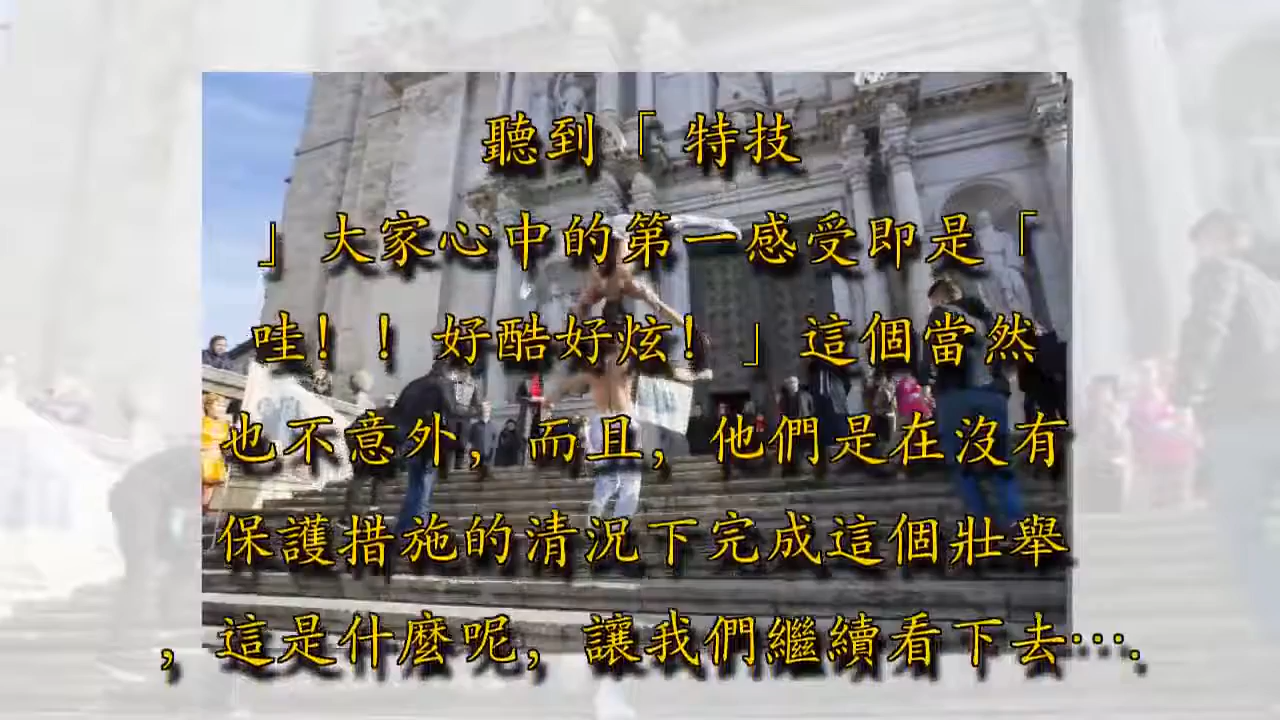 聽到「 特技
」大家心中的第一感受即是「
哇！！好酷好炫！」這個當然
也不意外，而且，他們是在沒有
保護措施的清況下完成這個壯舉
，這是什麼呢，讓我們繼續看下去….